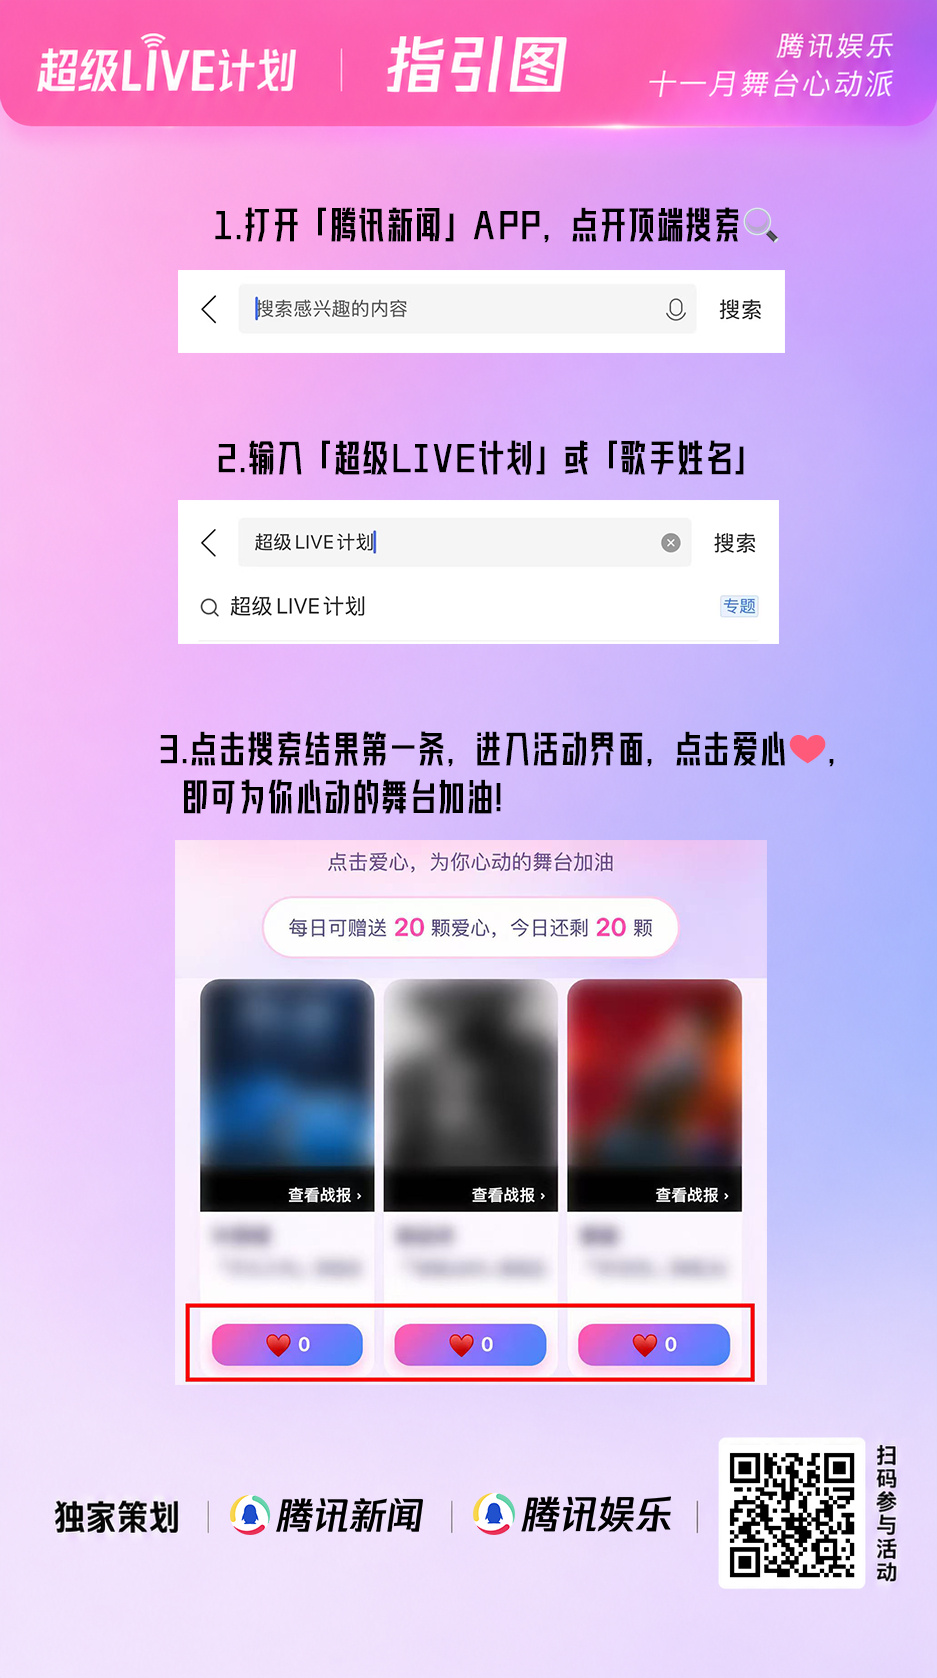 超级LIVE计划
指引图
腾讯娱乐
十一月舞台心动派
1.打开「腾讯新闻」APP，点开顶端搜索
搜索感兴趣的内容
搜索
2.输入「超级LIVE计划」或「歌手姓名」
超级LIVE计划
搜索
超级LIVE计划
专题
3.点击搜索结果第一条，进入活动界面，点击爱心❤，
即可为你心动的舞台加油!
点击爱心，为你心动的舞台加油
每日可赠送 20 颗爱心，今日还剩 20 颗
查看战报 ›
查看战报 ›
查看战报 ›
0
0
0
独家策划
腾讯新闻
腾讯娱乐
扫码参与活动